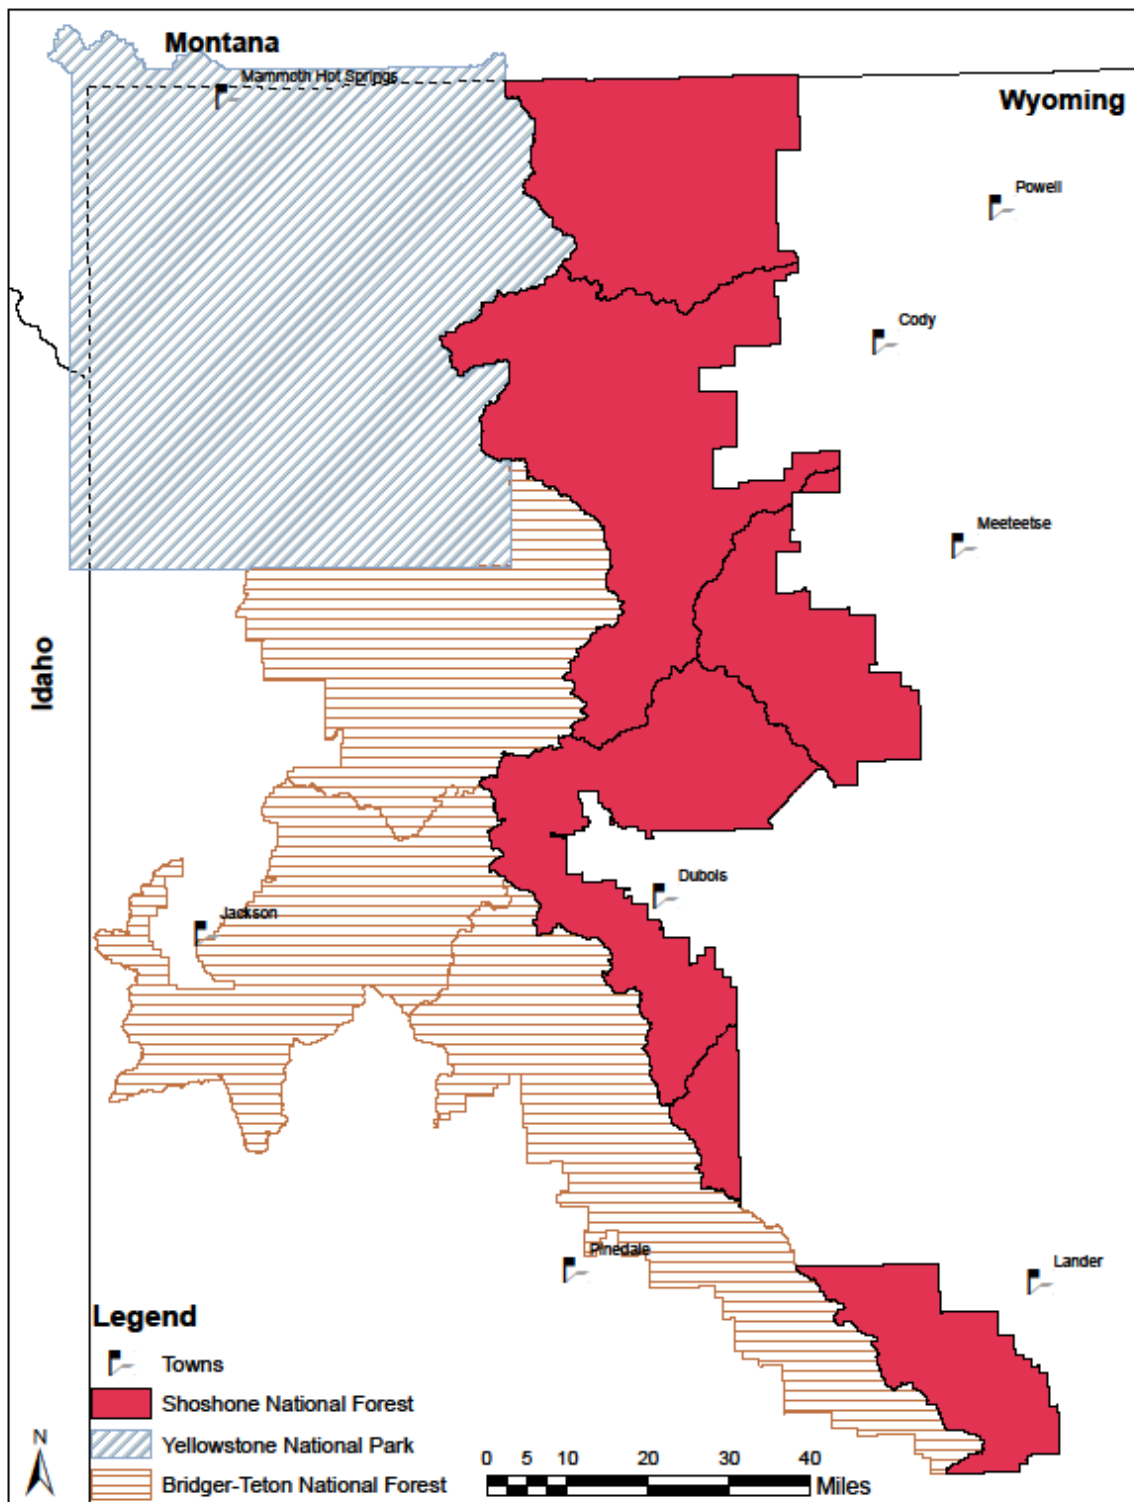 Montana
Mammoth Hot Springs
Wyoming
Powell
Cody
Meeteetse
Idaho
Dubois
Jackson
Pinedale
Lander
Legend
Towns
Shoshone National Forest
Yellowstone National Park
Bridger-Teton National Forest
N
0 5 10 20 30 40
Miles